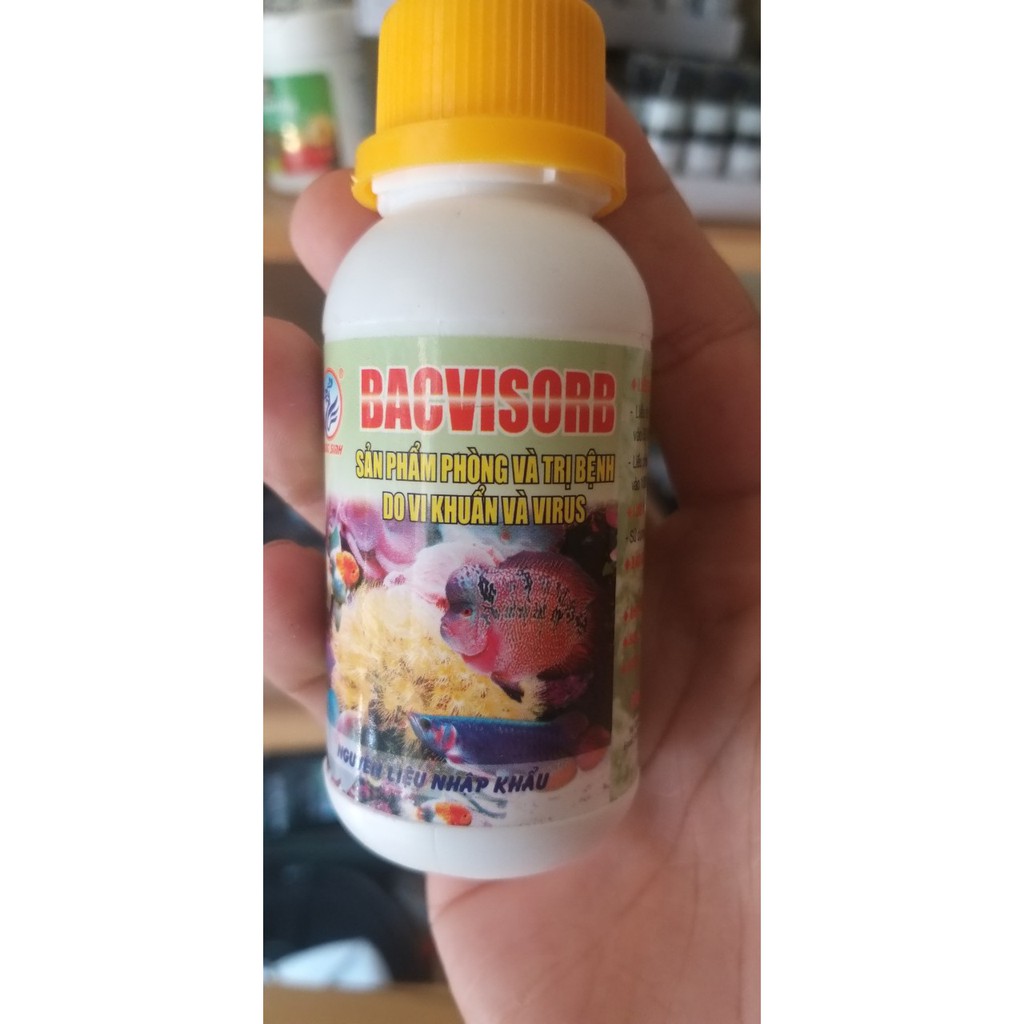 BACVISORB
SẢN PHẨM PHÒNG VÀ TRỊ BỆNH
DO VI KHUẨN VÀ VIRUS
NGUYÊN LIỆU NHẬP KHẨU